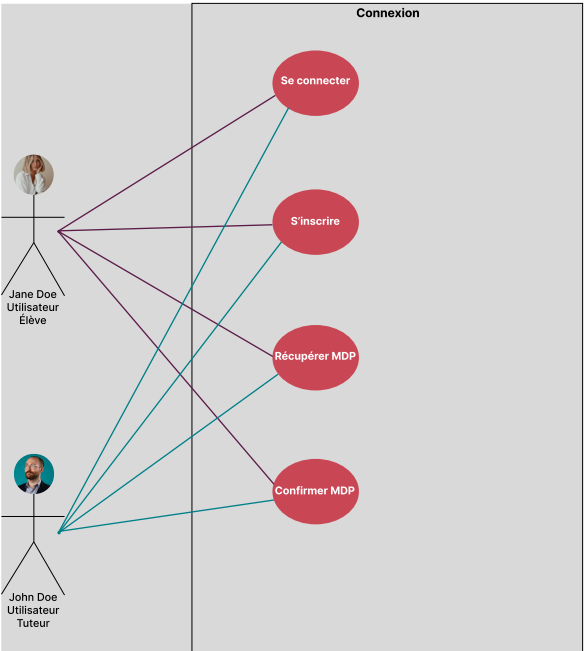 Connexion
Se connecter
S'inscrire
Jane Doe
Utilisateur
Élève
Récupérer MDP
Confirmer MDP
John Doe
Utilisateur
Tuteur